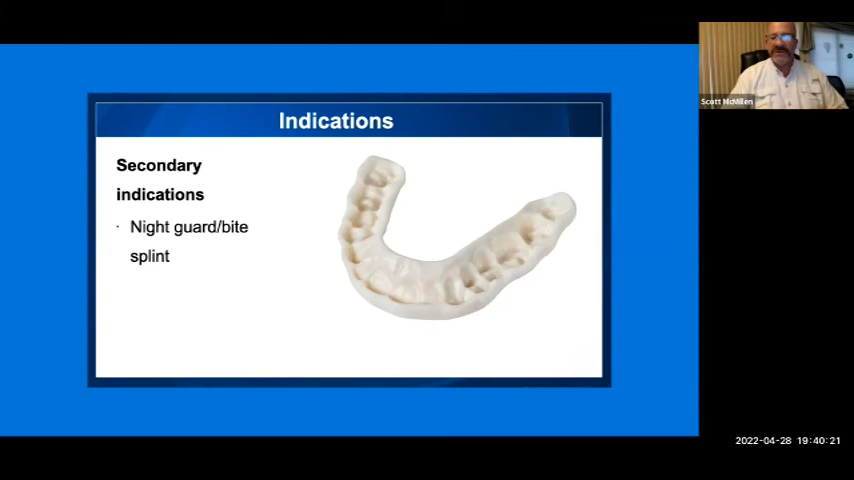 Indications
Secondary
indications
· Night guard/bite
splint
Scott McMillen
2022-04-28 19:40:21